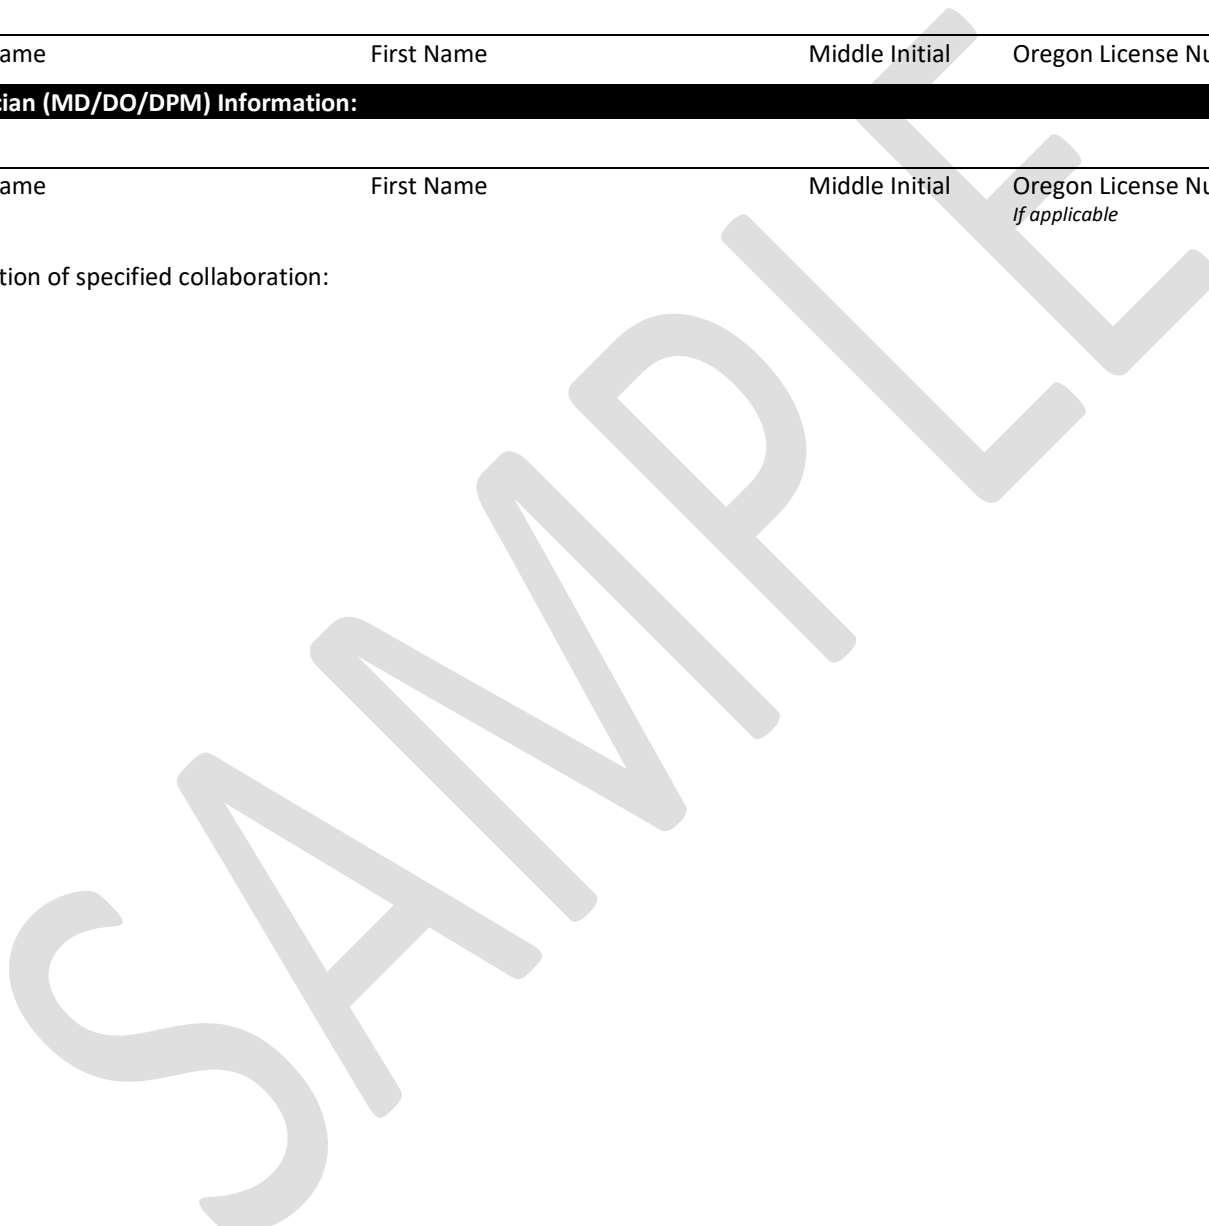 ame First Name Middle Initial Oregon License Nu
cian (MD/DO/DPM) Information:
ame First Name Middle Initial Oregon License Nu
If applicable
tion of specified collaboration:
SAMPLE